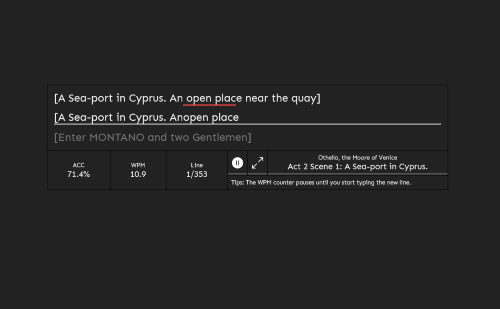 [A Sea-port in Cyprus. An open place near the quay]
[A Sea-port in Cyprus. Anopen place
[Enter MONTANO and two Gentlemen]
ACC
71.4%
WPM
10.9
Line
1/353
Othello, the Moore of Venice
Act 2 Scene 1: A Sea-port in Cyprus.
Tips: The WPM counter pauses until you start typing the new line.